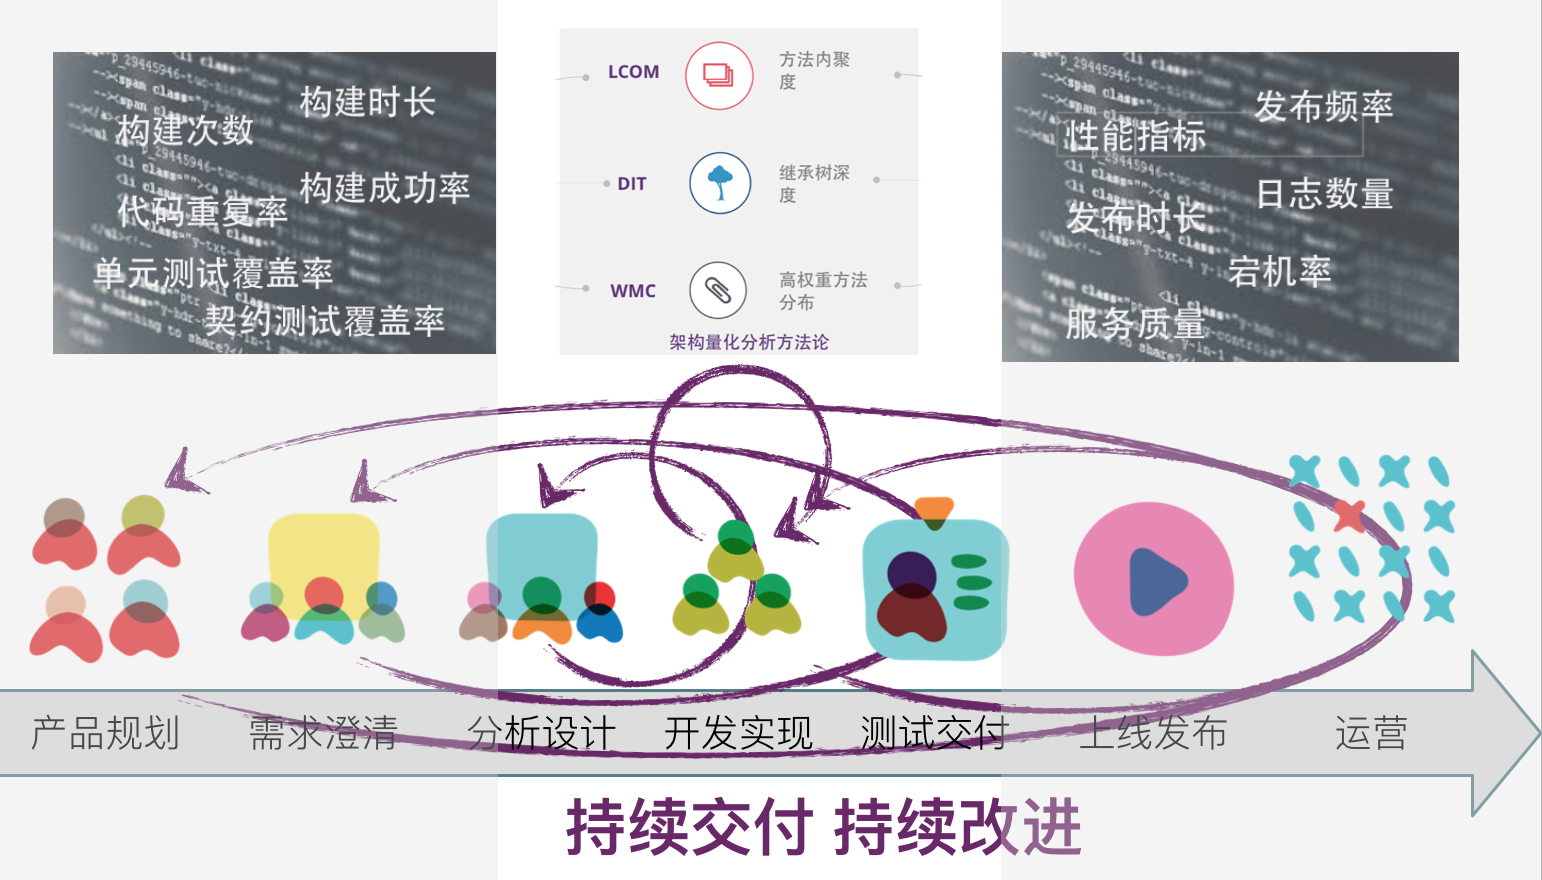 构建时长
构建次数
构建成功率
代码重复率
单元测试覆盖率
契约测试覆盖率
LCOM
方法内聚
度
DIT
继承树深
度
WMC
高权重方法
分布
架构量化分析方法论
发布频率
性能指标
日志数量
发布时长
宕机率
服务质量
产品规划
需求澄清
分析设计
开发实现
测试交付
上线发布
运营
持续交付 持续改进